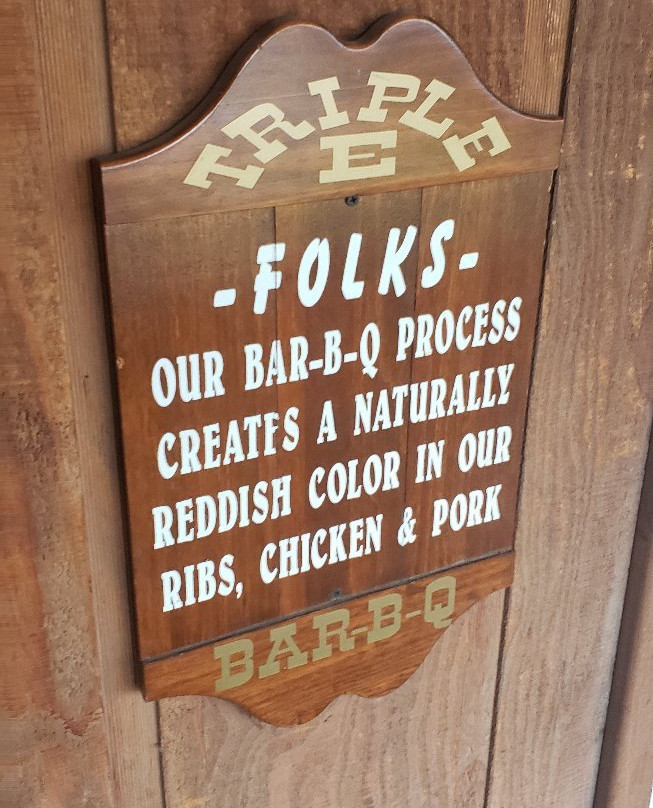 TRIPLE
E
-FOLKS-
OUR BAR-B-Q PROCESS
CREATES A NATURALLY
REDDISH COLOR IN OUR
RIBS, CHICKEN & PORK
BAR-B-Q